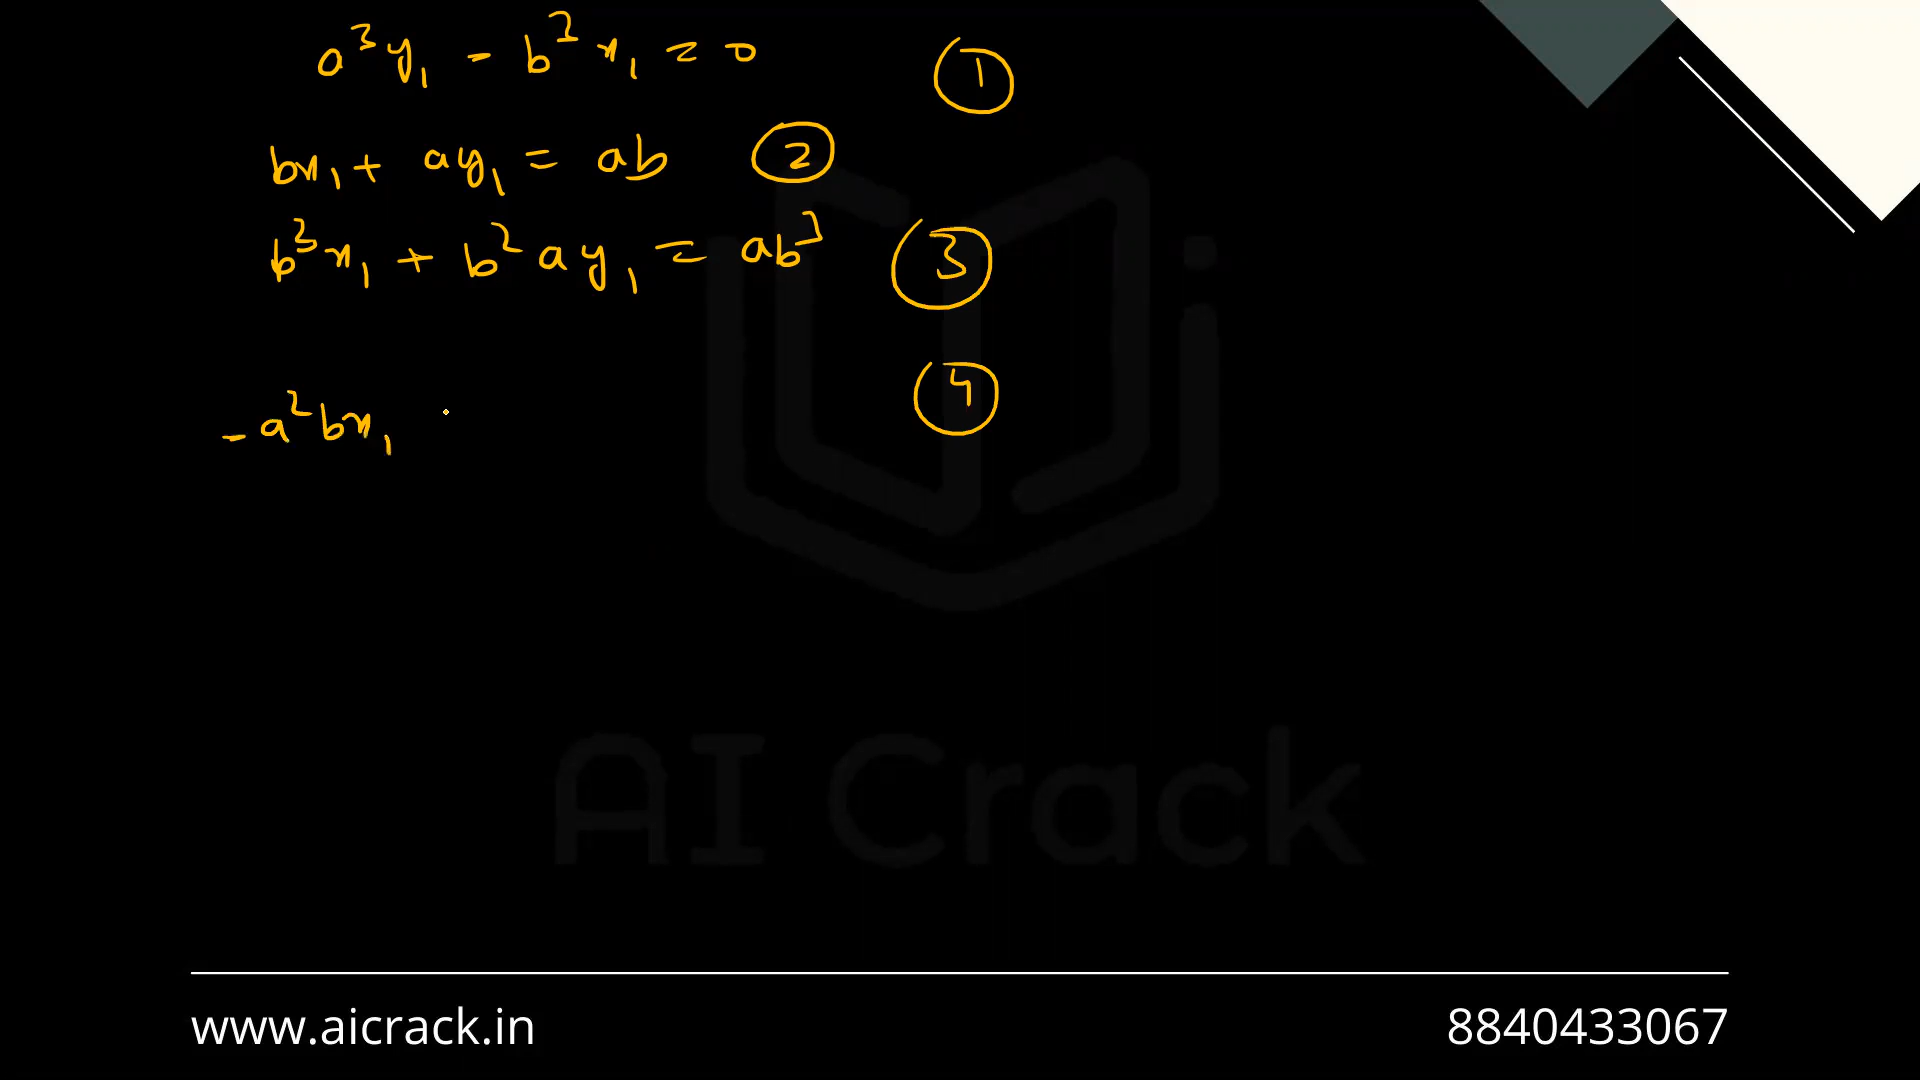 a³y₁ - b³x₁ = 0 ①
bx₁ + ay₁ = ab ②
b³x₁ + b²ay₁ = ab³ ③
④
-a²bx₁
AI Crack
www.aicrack.in
8840433067